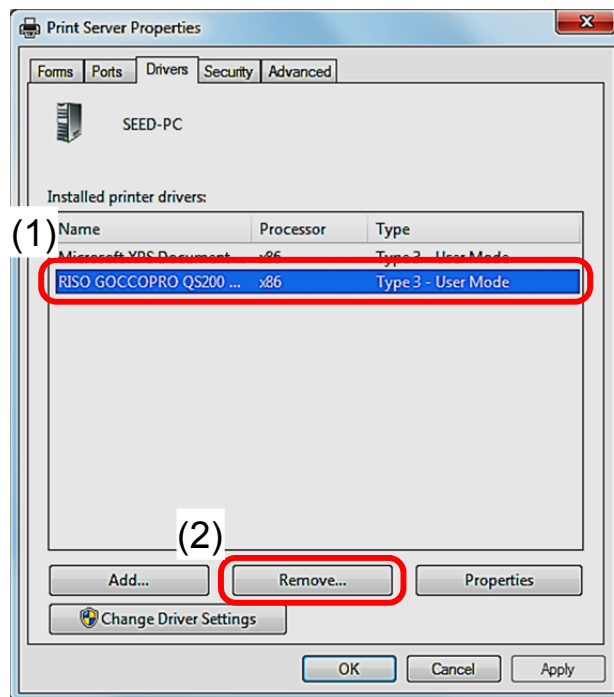 Print Server Properties
Forms Ports Drivers Security Advanced
SEED-PC
Installed printer drivers:
(1)
Name Processor Type
Microsoft XPS Document ... x86 Type 3 - User Mode
RISO GOCCOPRO QS200 ... x86 Type 3 - User Mode
(2)
Add... Remove... Properties
Change Driver Settings
OK Cancel Apply